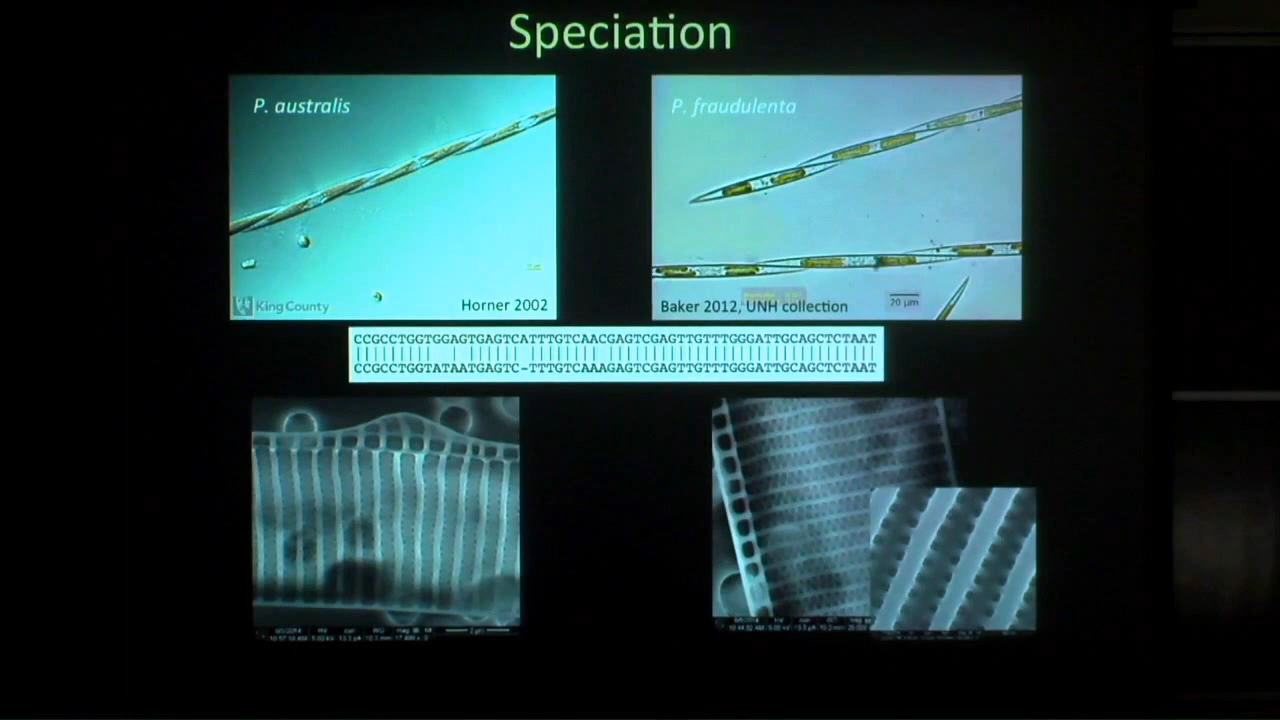 Speciation
P. australis
P. fraudulenta
King County
Horner 2002
Baker 2012, UNH collection
20 µm
CCGCCTGGTGGAGTGAGTCATTTGTCAACGAGTCGAGTTGTTTGGGATTGCAGCTCTAAT
CCGCCTGGTATAATGAGTC-TTTGTCAAAGAGTCGAGTTGTTTGGGATTGCAGCTCTAAT